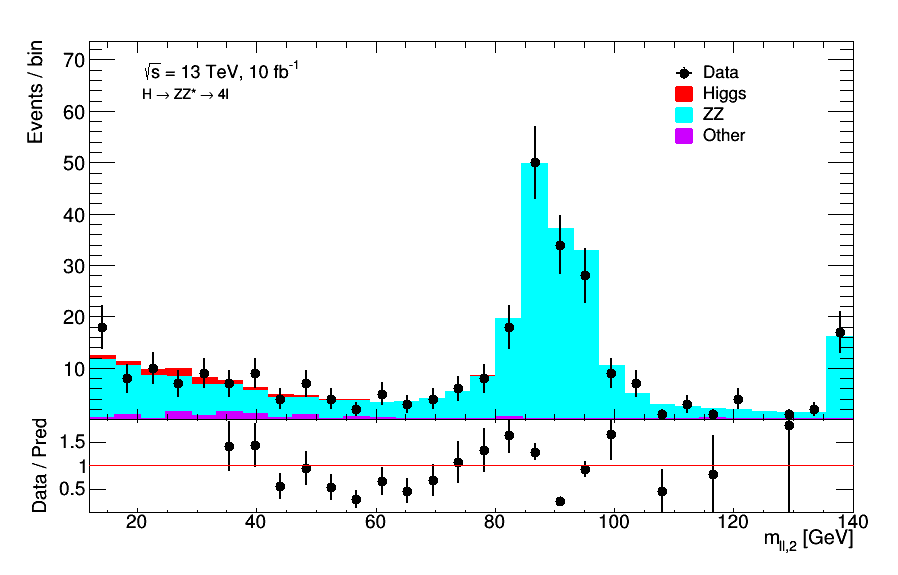 Events / bin
70
60
50
40
30
20
10
√s = 13 TeV, 10 fb⁻¹
H → ZZ* → 4l
Data
Higgs
ZZ
Other
Data / Pred
1.5
1
0.5
20 40 60 80 100 120 140
m_ll,2 [GeV]